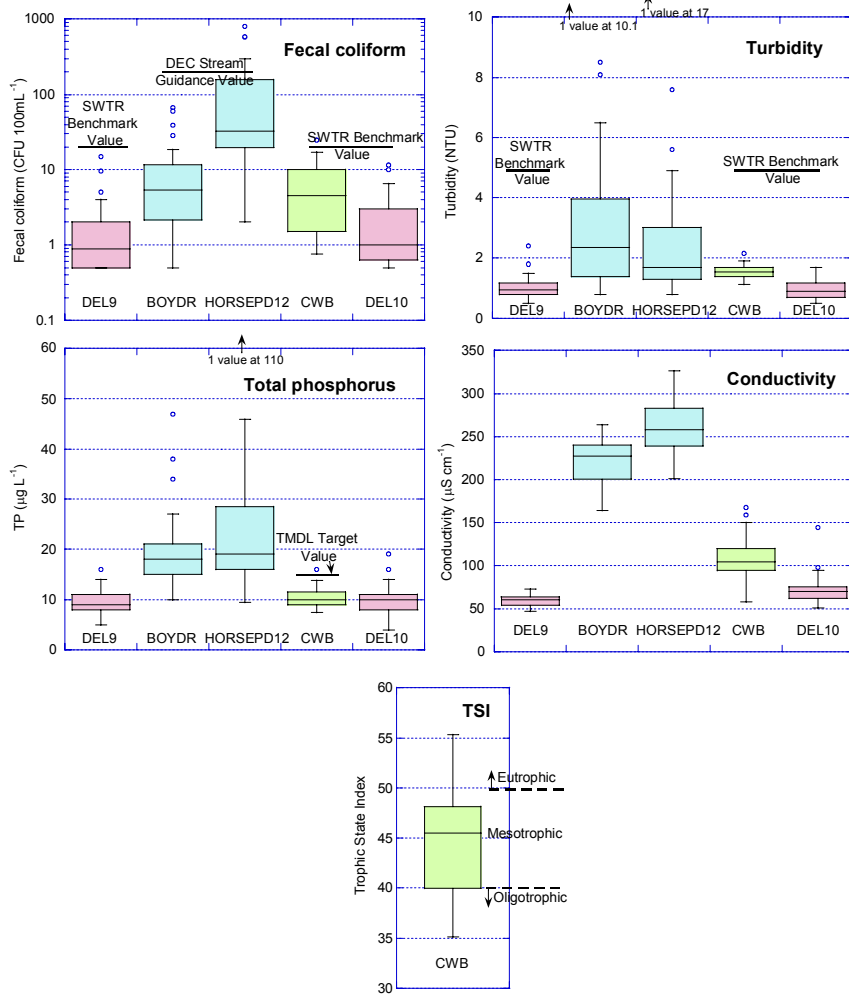 Fecal coliform
Fecal coliform (CFU 100mL⁻¹)
1000
100
10
1
0.1
DEC Stream
Guidance Value
SWTR
Benchmark
Value
SWTR Benchmark
Value
DEL9
BOYDR
HORSEPD12
CWB
DEL10
1 value at 10.1
1 value at 17
Turbidity
Turbidity (NTU)
10
8
6
4
2
0
SWTR
Benchmark
Value
SWTR Benchmark
Value
DEL9
BOYDR
HORSEPD12
CWB
DEL10
1 value at 110
Total phosphorus
TP (µg L⁻¹)
60
50
40
30
20
10
0
TMDL Target
Value
DEL9
BOYDR
HORSEPD12
CWB
DEL10
Conductivity
Conductivity (µS cm⁻¹)
350
300
250
200
150
100
50
0
DEL9
BOYDR
HORSEPD12
CWB
DEL10
TSI
Trophic State Index
60
55
50
45
40
35
30
Eutrophic
Mesotrophic
Oligotrophic
CWB